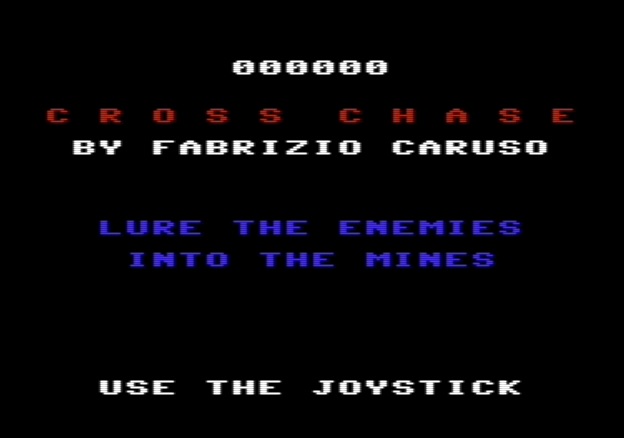 000000
C R O S S C H A S E
BY FABRIZIO CARUSO
LURE THE ENEMIES
INTO THE MINES
USE THE JOYSTICK